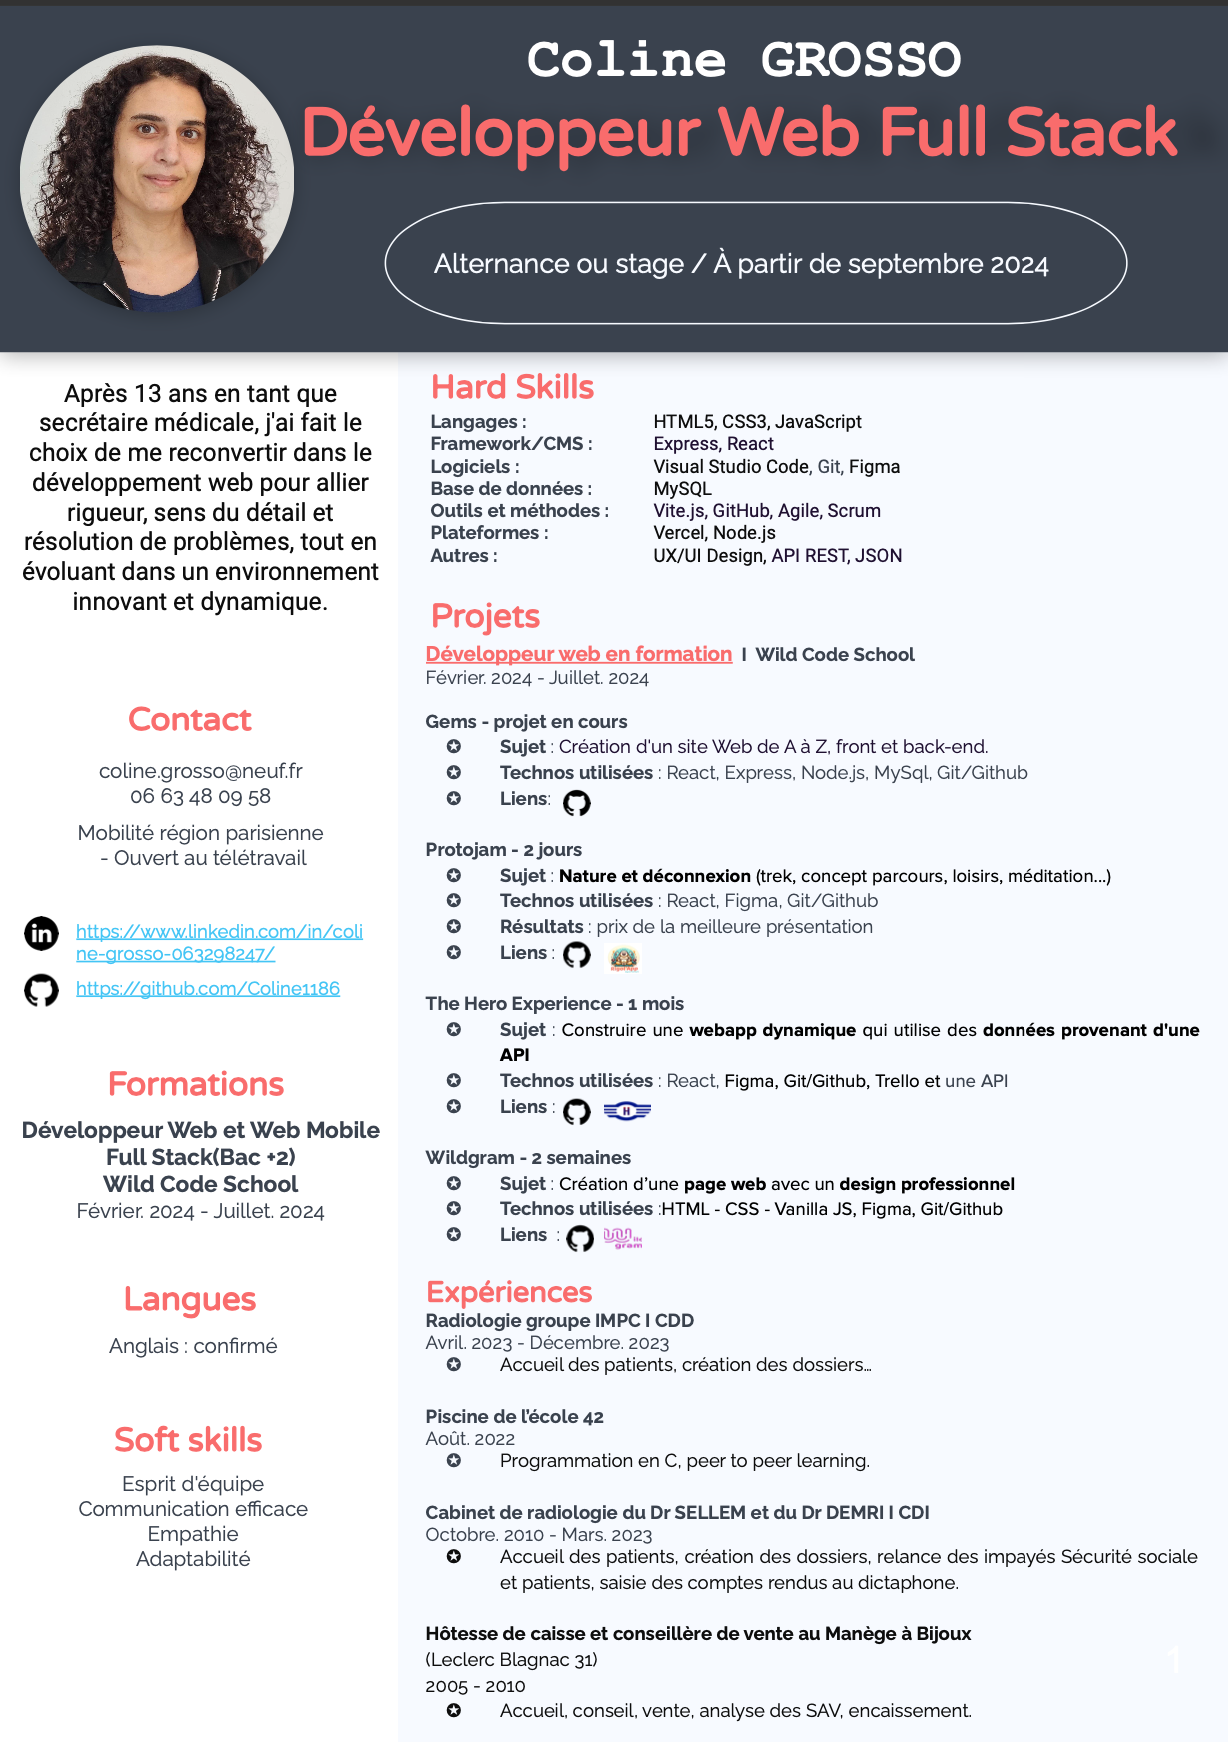 Coline GROSSO
Développeur Web Full Stack
Alternance ou stage / À partir de septembre 2024
Après 13 ans en tant que
secrétaire médicale, j'ai fait le
choix de me reconvertir dans le
développement web pour allier
rigueur, sens du détail et
résolution de problèmes, tout en
évoluant dans un environnement
innovant et dynamique.
Contact
coline.grosso@neuf.fr
06 63 48 09 58
Mobilité région parisienne
- Ouvert au télétravail
in
https://www.linkedin.com/in/coli
ne-grosso-063298247/
https://github.com/Coline1186
Formations
Développeur Web et Web Mobile
Full Stack(Bac +2)
Wild Code School
Février. 2024 - Juillet. 2024
Langues
Anglais : confirmé
Soft skills
Esprit d'équipe
Communication efficace
Empathie
Adaptabilité
Hard Skills
Langages : HTML5, CSS3, JavaScript
Framework/CMS : Express, React
Logiciels : Visual Studio Code, Git, Figma
Base de données : MySQL
Outils et méthodes : Vite.js, GitHub, Agile, Scrum
Plateformes : Vercel, Node.js
Autres : UX/UI Design, API REST, JSON
Projets
Développeur web en formation I Wild Code School
Février. 2024 - Juillet. 2024
Gems - projet en cours
✪ Sujet : Création d'un site Web de A à Z, front et back-end.
✪ Technos utilisées : React, Express, Node.js, MySql, Git/Github
✪ Liens:
Protojam - 2 jours
✪ Sujet : Nature et déconnexion (trek, concept parcours, loisirs, méditation...)
✪ Technos utilisées : React, Figma, Git/Github
✪ Résultats : prix de la meilleure présentation
✪ Liens :
The Hero Experience - 1 mois
✪ Sujet : Construire une webapp dynamique qui utilise des données provenant d'une
API
✪ Technos utilisées : React, Figma, Git/Github, Trello et une API
✪ Liens : H
Wildgram - 2 semaines
✪ Sujet : Création d’une page web avec un design professionnel
✪ Technos utilisées :HTML - CSS - Vanilla JS, Figma, Git/Github
✪ Liens :
gram
Expériences
Radiologie groupe IMPC I CDD
Avril. 2023 - Décembre. 2023
✪ Accueil des patients, création des dossiers…
Piscine de l’école 42
Août. 2022
✪ Programmation en C, peer to peer learning.
Cabinet de radiologie du Dr SELLEM et du Dr DEMRI I CDI
Octobre. 2010 - Mars. 2023
✪ Accueil des patients, création des dossiers, relance des impayés Sécurité sociale
et patients, saisie des comptes rendus au dictaphone.
Hôtesse de caisse et conseillère de vente au Manège à Bijoux
(Leclerc Blagnac 31)
2005 - 2010
✪ Accueil, conseil, vente, analyse des SAV, encaissement.
1